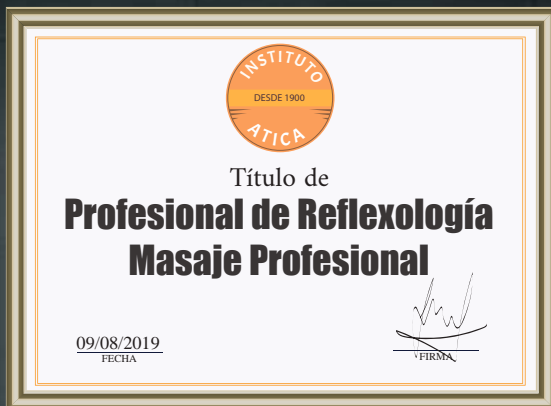 INSTITUTO
DESDE 1900
ATICA
Título de
Profesional de Reflexología
Masaje Profesional
09/08/2019
FECHA
FIRMA